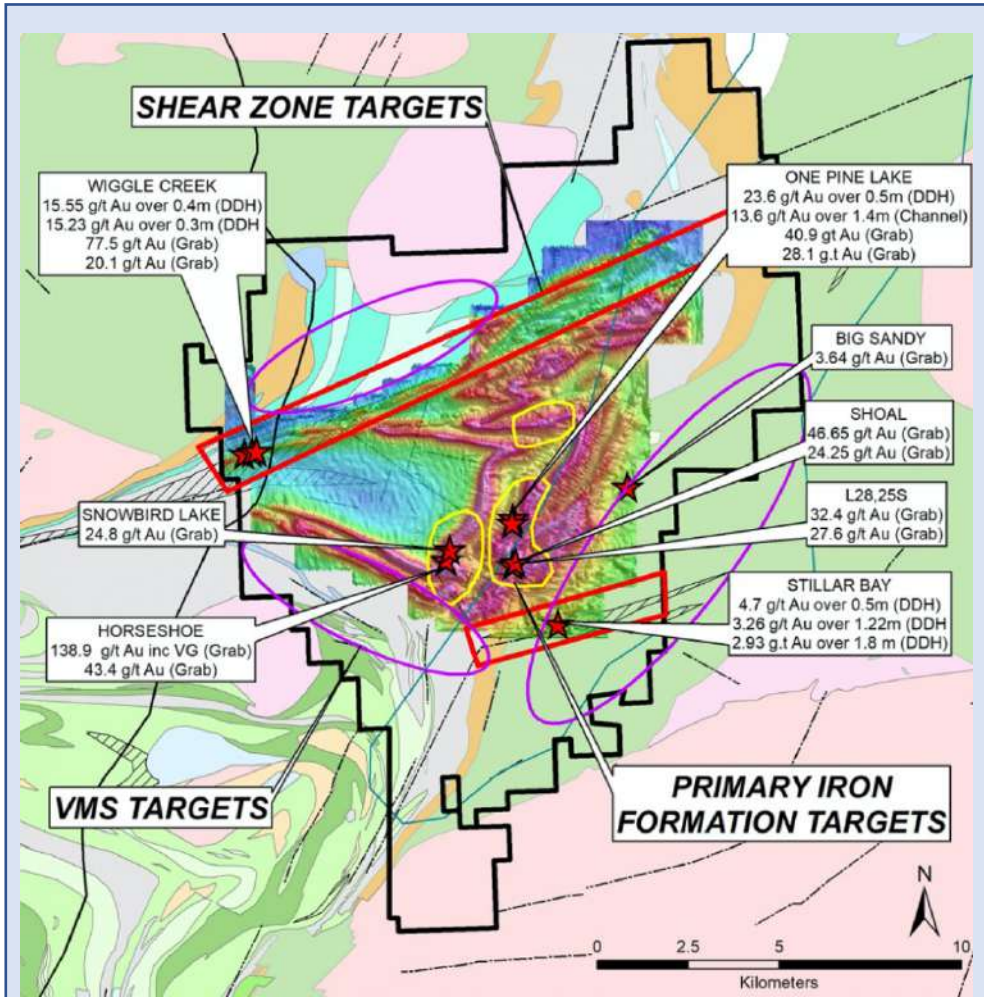 SHEAR ZONE TARGETS
WIGGLE CREEK
15.55 g/t Au over 0.4m (DDH)
15.23 g/t Au over 0.3m (DDH
77.5 g/t Au (Grab)
20.1 g/t Au (Grab)
ONE PINE LAKE
23.6 g/t Au over 0.5m (DDH)
13.6 g/t Au over 1.4m (Channel)
40.9 gt Au (Grab)
28.1 g.t Au (Grab)
BIG SANDY
3.64 g/t Au (Grab)
SHOAL
46.65 g/t Au (Grab)
24.25 g/t Au (Grab)
SNOWBIRD LAKE
24.8 g/t Au (Grab)
L28,25S
32.4 g/t Au (Grab)
27.6 g/t Au (Grab)
STILLAR BAY
4.7 g/t Au over 0.5m (DDH)
3.26 g/t Au over 1.22m (DDH
2.93 g.t Au over 1.8 m (DDH)
HORSESHOE
138.9 g/t Au inc VG (Grab)
43.4 g/t Au (Grab)
VMS TARGETS
PRIMARY IRON
FORMATION TARGETS
N
0 2.5 5 10
Kilometers